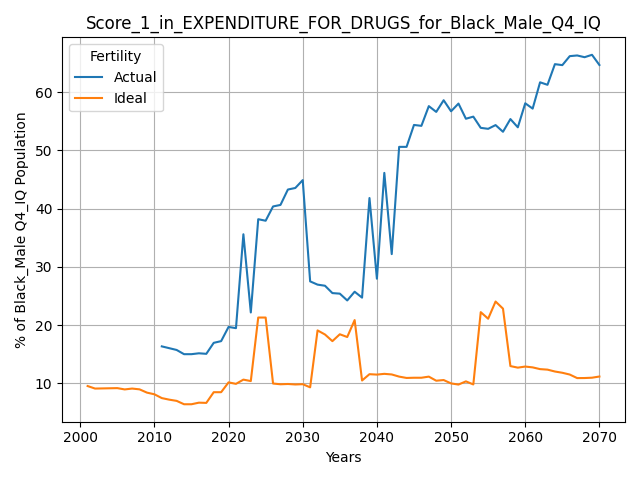 Score_1_in_EXPENDITURE_FOR_DRUGS_for_Black_Male_Q4_IQ
Fertility
Actual
Ideal
% of Black_Male Q4_IQ Population
60
50
40
30
20
10
2000 2010 2020 2030 2040 2050 2060 2070
Years